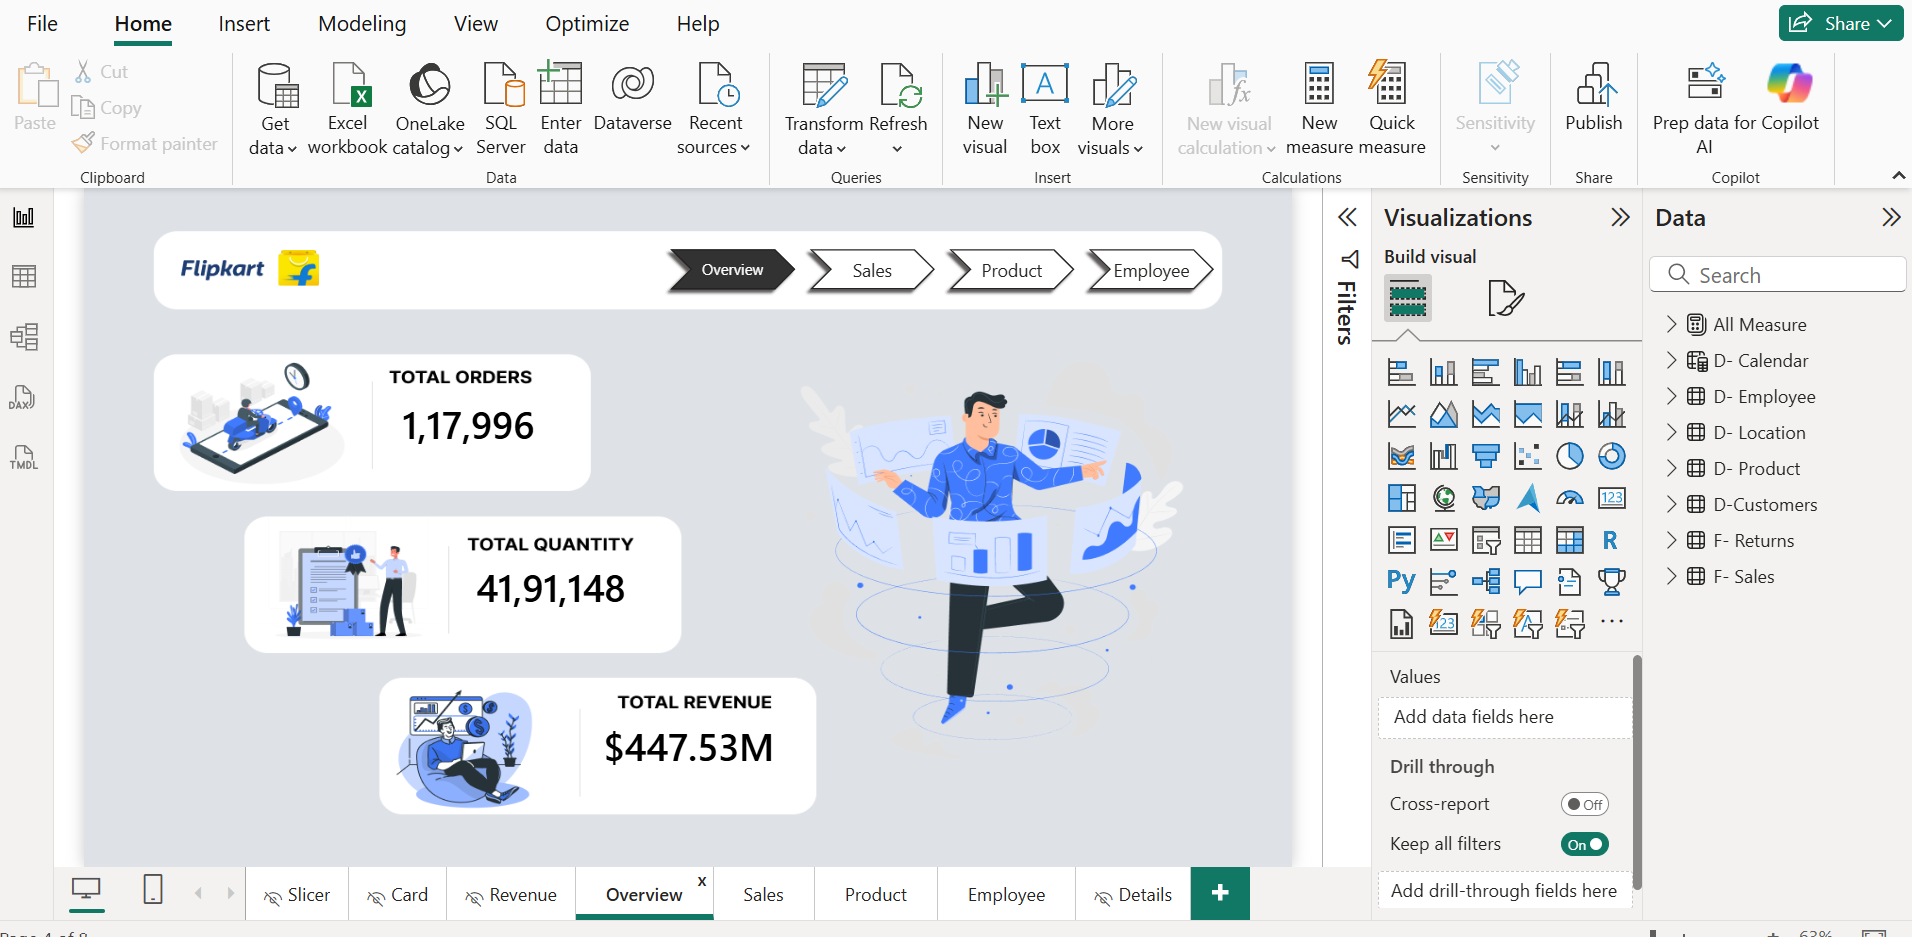 File Home Insert Modeling View Optimize Help Share
Paste Cut
Copy
Format painter
Clipboard
Get data
Excel workbook
OneLake catalog
SQL Server
Enter data
Dataverse
Recent sources
Data
Transform data
Refresh
Queries
New visual
Text box
More visuals
Insert
New visual calculation
New measure
Quick measure
Calculations
Sensitivity
Sensitivity
Publish
Share
Prep data for AI
Copilot
Copilot
DAX
TMDL
Flipkart
Overview Sales Product Employee
TOTAL ORDERS
1,17,996
TOTAL QUANTITY
41,91,148
TOTAL REVENUE
$447.53M
Filters
Visualizations
Build visual
123
R
Py
123
Values
Add data fields here
Drill through
Cross-report Off
Keep all filters On
Add drill-through fields here
Data
Search
All Measure
D- Calendar
D- Employee
D- Location
D- Product
D-Customers
F- Returns
F- Sales
Slicer Card Revenue Overview x Sales Product Employee Details +
Page 4 of 8
63%